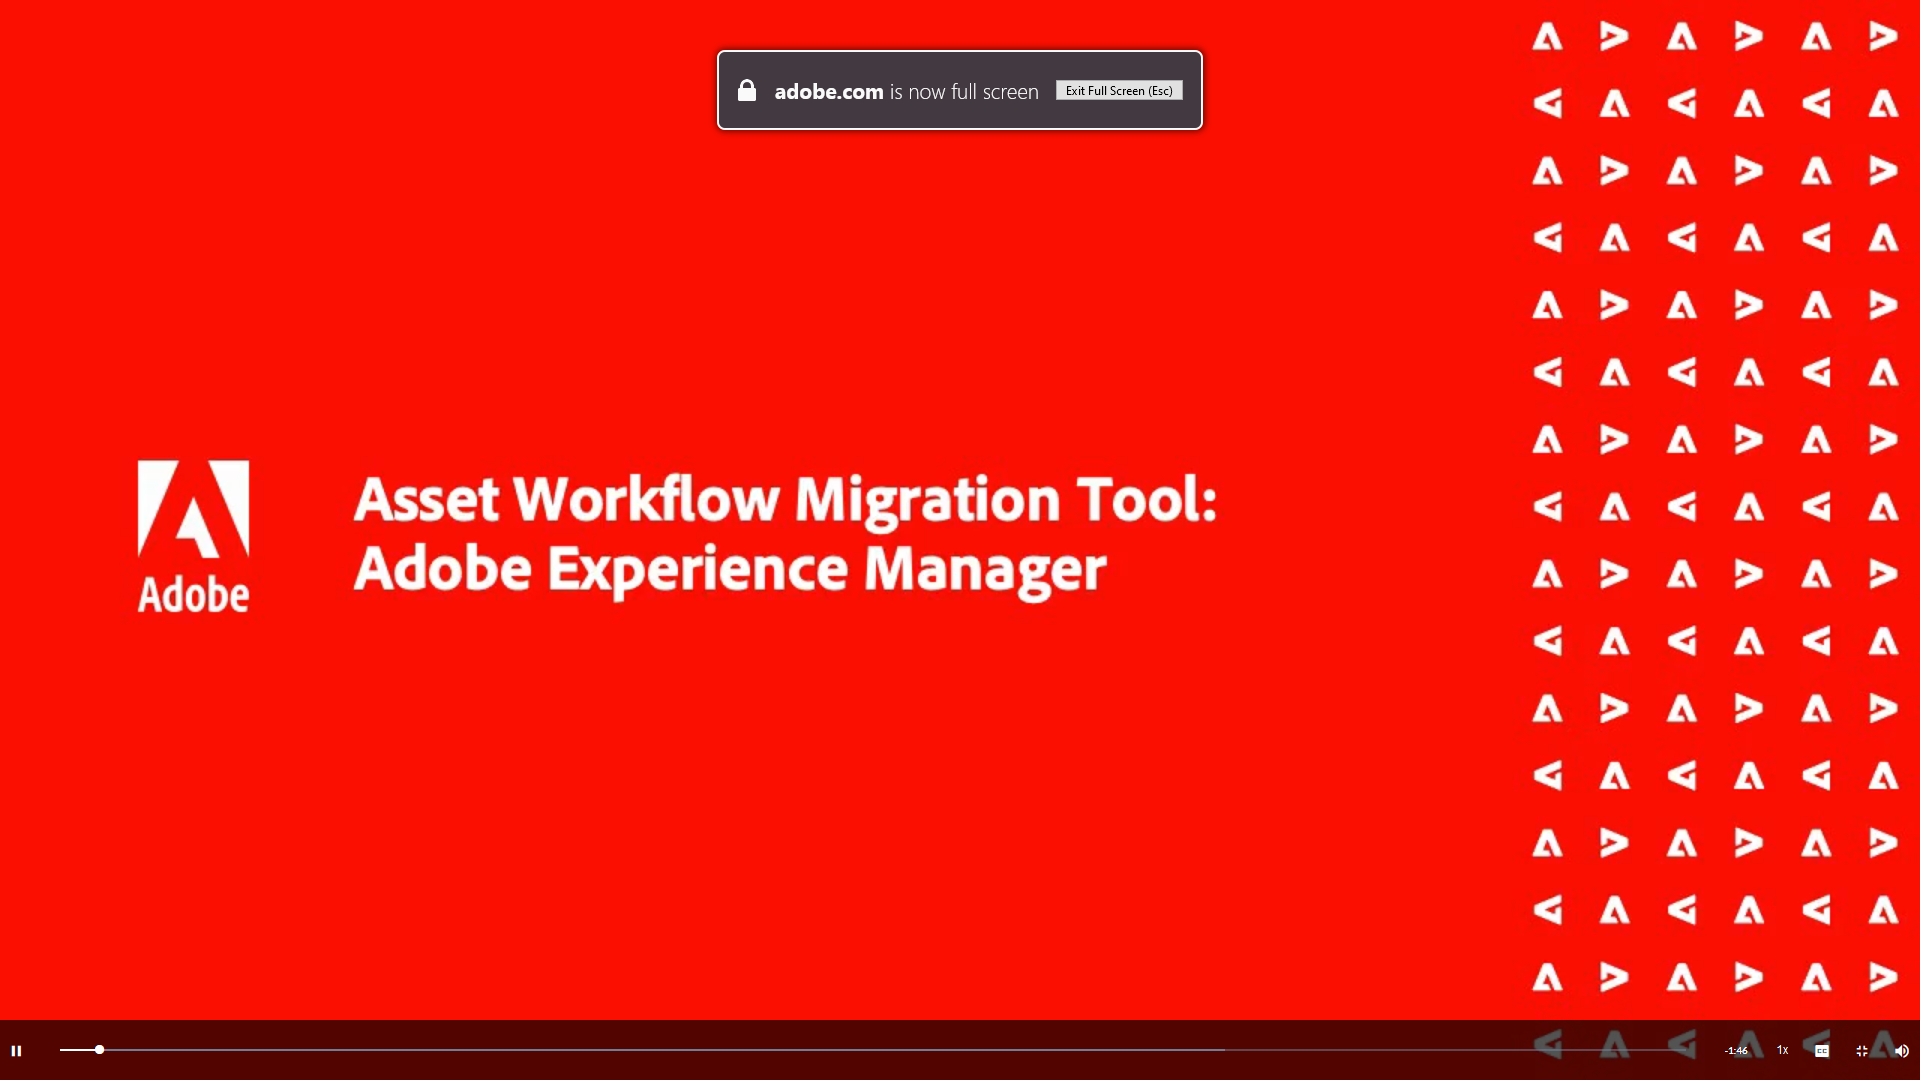 adobe.com is now full screen
Exit Full Screen (Esc)
Asset Workflow Migration Tool:
Adobe Experience Manager
Adobe
-1:46
1x
CC